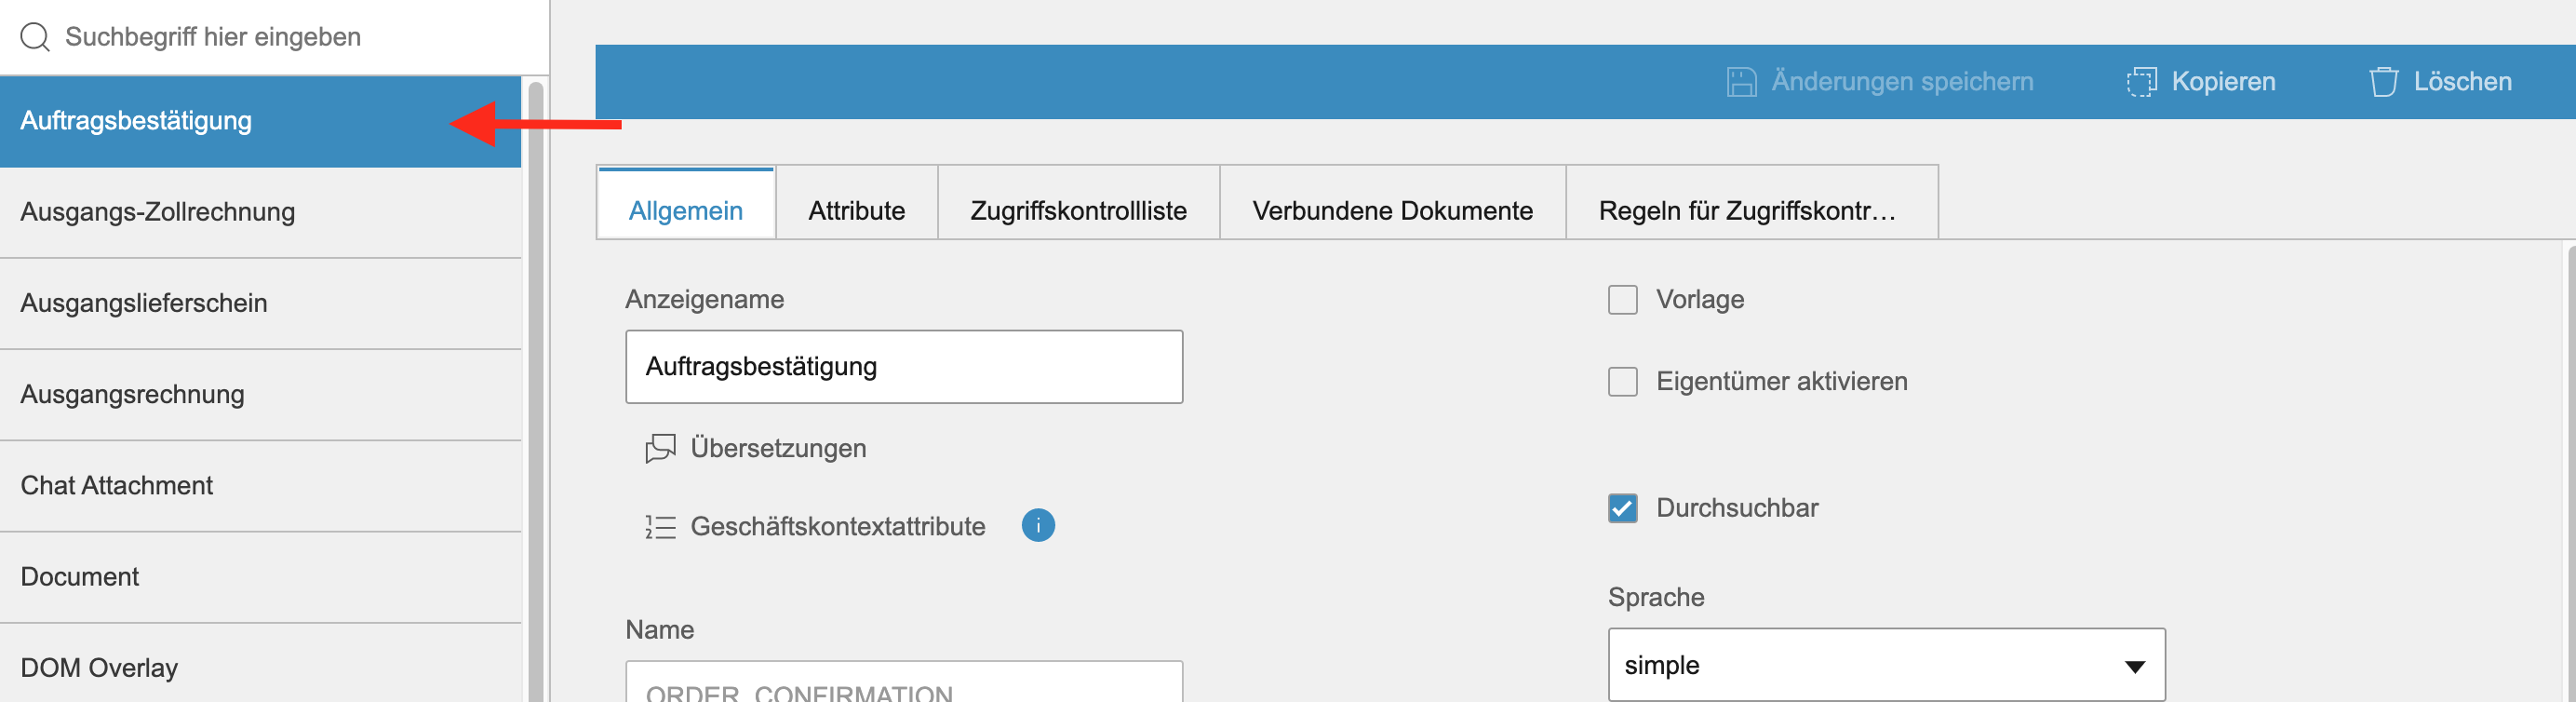 Suchbegriff hier eingeben
Auftragsbestätigung
Ausgangs-Zollrechnung
Ausgangslieferschein
Ausgangsrechnung
Chat Attachment
Document
DOM Overlay
Änderungen speichern
Kopieren
Löschen
Allgemein
Attribute
Zugriffskontrollliste
Verbundene Dokumente
Regeln für Zugriffskontr...
Anzeigename
Auftragsbestätigung
Übersetzungen
Geschäftskontextattribute
Name
ORDER_CONFIRMATION
Vorlage
Eigentümer aktivieren
Durchsuchbar
Sprache
simple